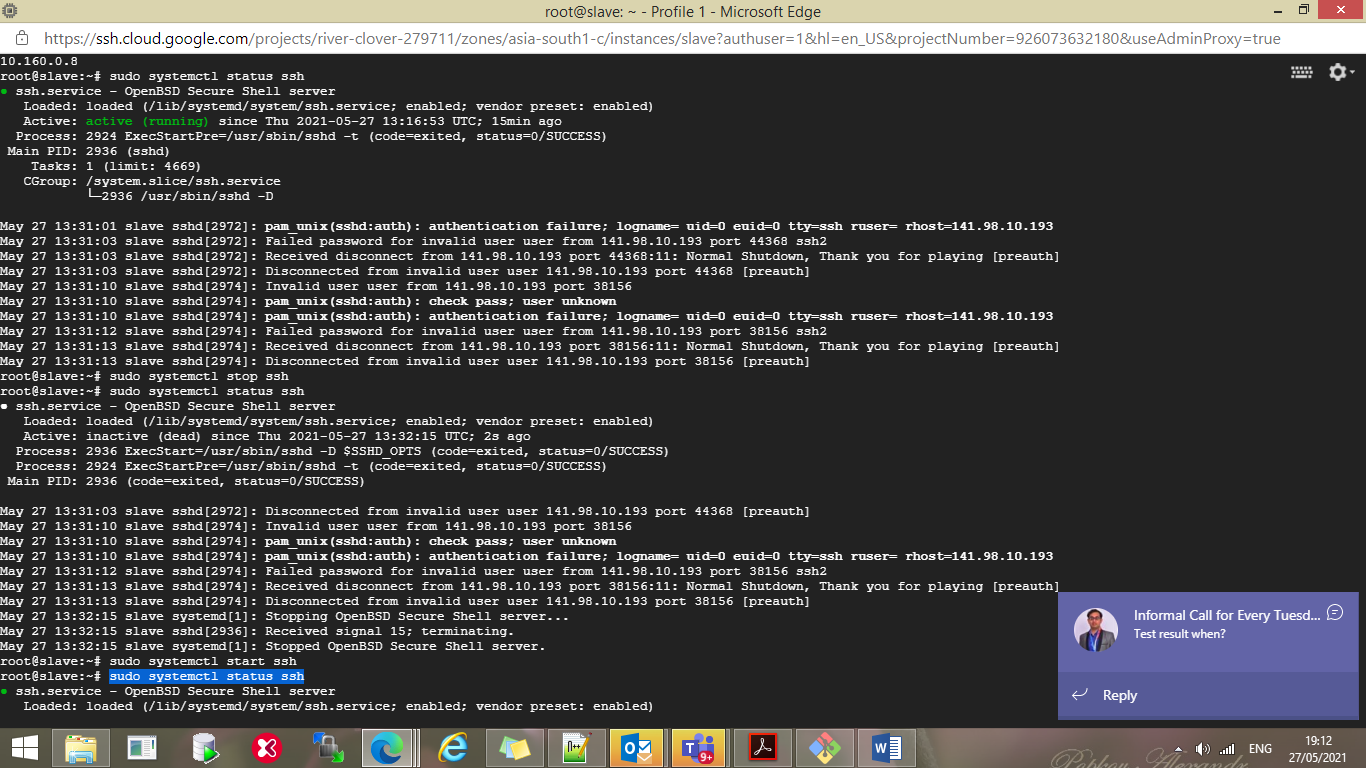 root@slave: ~ - Profile 1 - Microsoft Edge
https://ssh.cloud.google.com/projects/river-clover-279711/zones/asia-south1-c/instances/slave?authuser=1&hl=en_US&projectNumber=926073632180&useAdminProxy=true
10.160.0.8
root@slave:~# sudo systemctl status ssh
● ssh.service - OpenBSD Secure Shell server
Loaded: loaded (/lib/systemd/system/ssh.service; enabled; vendor preset: enabled)
Active: active (running) since Thu 2021-05-27 13:16:53 UTC; 15min ago
Process: 2924 ExecStartPre=/usr/sbin/sshd -t (code=exited, status=0/SUCCESS)
Main PID: 2936 (sshd)
Tasks: 1 (limit: 4669)
CGroup: /system.slice/ssh.service
└─2936 /usr/sbin/sshd -D
May 27 13:31:01 slave sshd[2972]: pam_unix(sshd:auth): authentication failure; logname= uid=0 euid=0 tty=ssh ruser= rhost=141.98.10.193
May 27 13:31:03 slave sshd[2972]: Failed password for invalid user user from 141.98.10.193 port 44368 ssh2
May 27 13:31:03 slave sshd[2972]: Received disconnect from 141.98.10.193 port 44368:11: Normal Shutdown, Thank you for playing [preauth]
May 27 13:31:03 slave sshd[2972]: Disconnected from invalid user user 141.98.10.193 port 44368 [preauth]
May 27 13:31:10 slave sshd[2974]: Invalid user user from 141.98.10.193 port 38156
May 27 13:31:10 slave sshd[2974]: pam_unix(sshd:auth): check pass; user unknown
May 27 13:31:10 slave sshd[2974]: pam_unix(sshd:auth): authentication failure; logname= uid=0 euid=0 tty=ssh ruser= rhost=141.98.10.193
May 27 13:31:12 slave sshd[2974]: Failed password for invalid user user from 141.98.10.193 port 38156 ssh2
May 27 13:31:13 slave sshd[2974]: Received disconnect from 141.98.10.193 port 38156:11: Normal Shutdown, Thank you for playing [preauth]
May 27 13:31:13 slave sshd[2974]: Disconnected from invalid user user 141.98.10.193 port 38156 [preauth]
root@slave:~# sudo systemctl stop ssh
root@slave:~# sudo systemctl status ssh
● ssh.service - OpenBSD Secure Shell server
Loaded: loaded (/lib/systemd/system/ssh.service; enabled; vendor preset: enabled)
Active: inactive (dead) since Thu 2021-05-27 13:32:15 UTC; 2s ago
Process: 2936 ExecStart=/usr/sbin/sshd -D $SSHD_OPTS (code=exited, status=0/SUCCESS)
Process: 2924 ExecStartPre=/usr/sbin/sshd -t (code=exited, status=0/SUCCESS)
Main PID: 2936 (code=exited, status=0/SUCCESS)
May 27 13:31:03 slave sshd[2972]: Disconnected from invalid user user 141.98.10.193 port 44368 [preauth]
May 27 13:31:10 slave sshd[2974]: Invalid user user from 141.98.10.193 port 38156
May 27 13:31:10 slave sshd[2974]: pam_unix(sshd:auth): check pass; user unknown
May 27 13:31:10 slave sshd[2974]: pam_unix(sshd:auth): authentication failure; logname= uid=0 euid=0 tty=ssh ruser= rhost=141.98.10.193
May 27 13:31:12 slave sshd[2974]: Failed password for invalid user user from 141.98.10.193 port 38156 ssh2
May 27 13:31:13 slave sshd[2974]: Received disconnect from 141.98.10.193 port 38156:11: Normal Shutdown, Thank you for playing [preauth]
May 27 13:31:13 slave sshd[2974]: Disconnected from invalid user user 141.98.10.193 port 38156 [preauth]
May 27 13:32:15 slave systemd[1]: Stopping OpenBSD Secure Shell server...
May 27 13:32:15 slave sshd[2936]: Received signal 15; terminating.
May 27 13:32:15 slave systemd[1]: Stopped OpenBSD Secure Shell server.
root@slave:~# sudo systemctl start ssh
root@slave:~# sudo systemctl status ssh
● ssh.service - OpenBSD Secure Shell server
Loaded: loaded (/lib/systemd/system/ssh.service; enabled; vendor preset: enabled)
Informal Call for Every Tuesd...
Test result when?
Reply
9+
ENG
19:12
27/05/2021